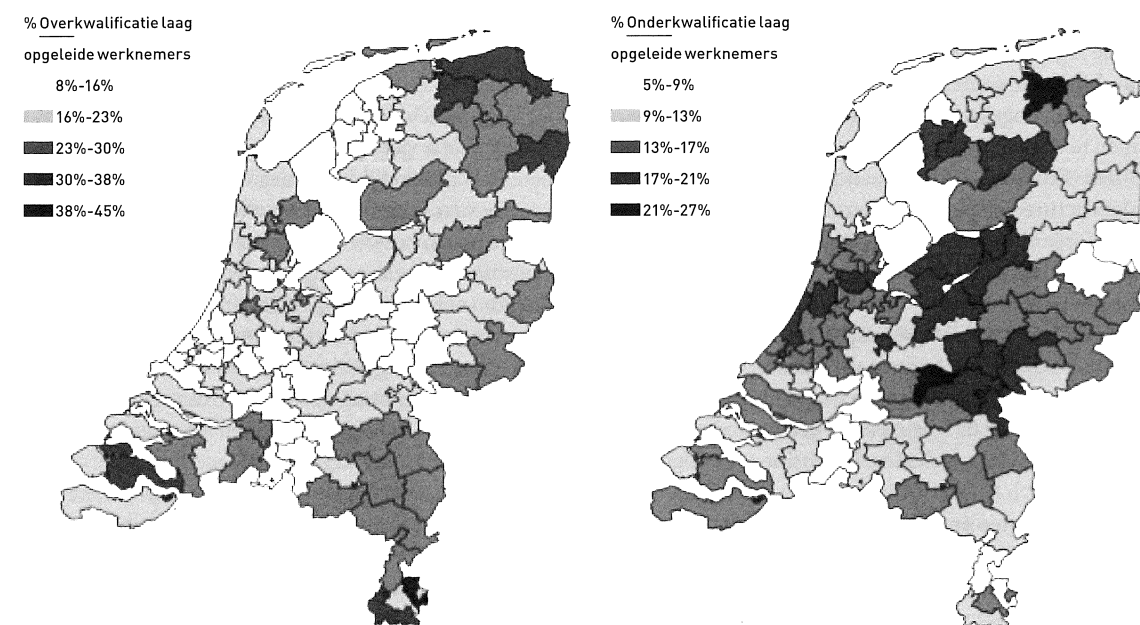 % Overkwalificatie laag
opgeleide werknemers
8%-16%
16%-23%
23%-30%
30%-38%
38%-45%
% Onderkwalificatie laag
opgeleide werknemers
5%-9%
9%-13%
13%-17%
17%-21%
21%-27%